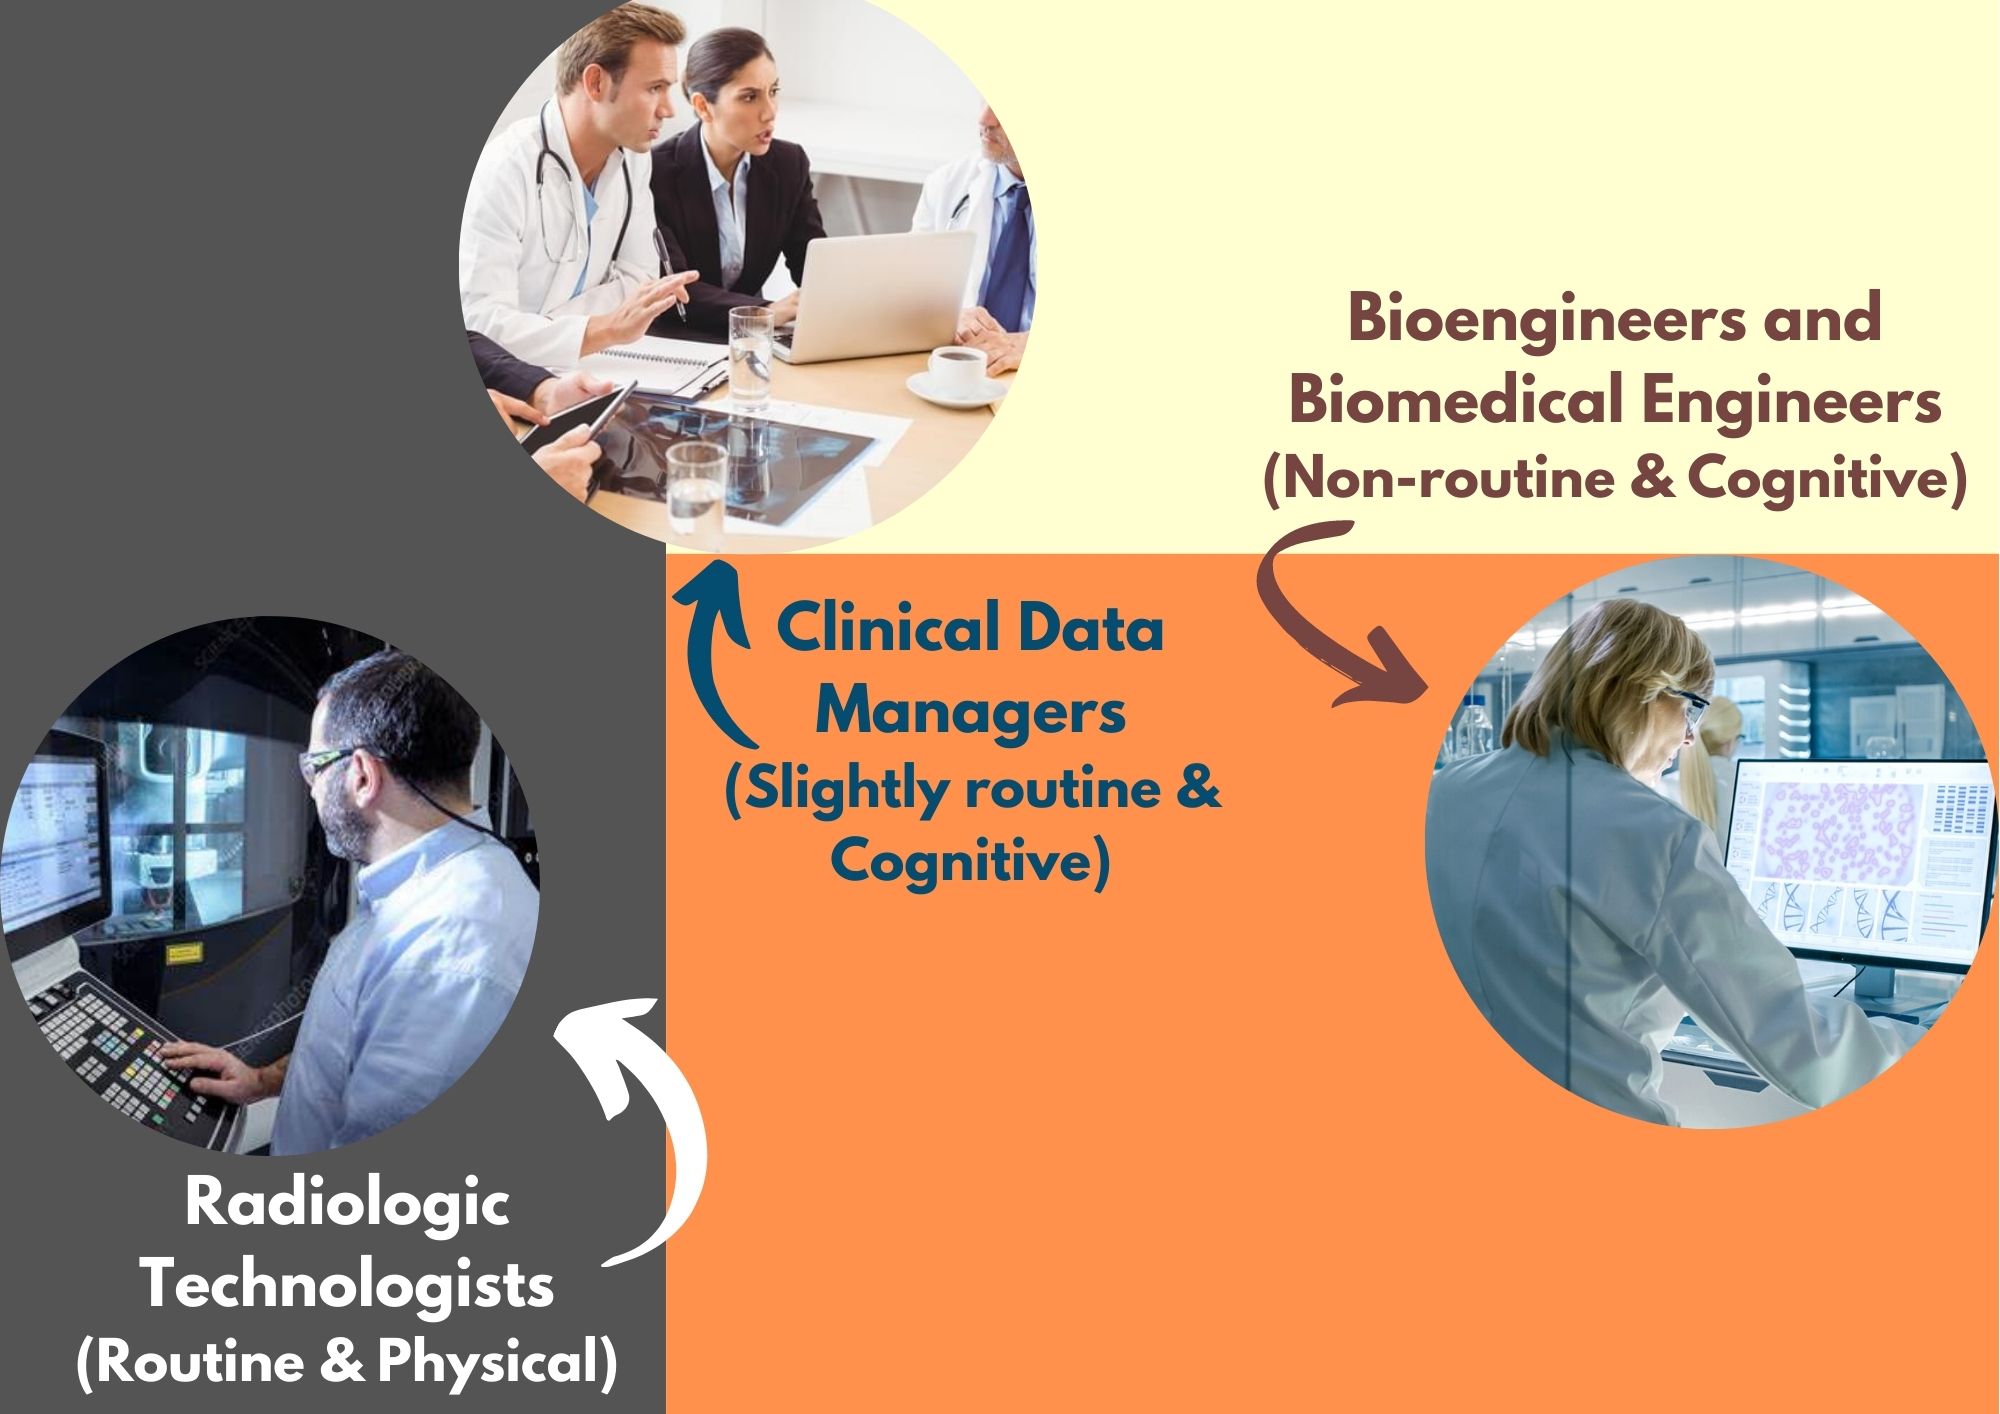 Bioengineers and
Biomedical Engineers
(Non-routine & Cognitive)
Clinical Data
Managers
(Slightly routine &
Cognitive)
Radiologic
Technologists
(Routine & Physical)